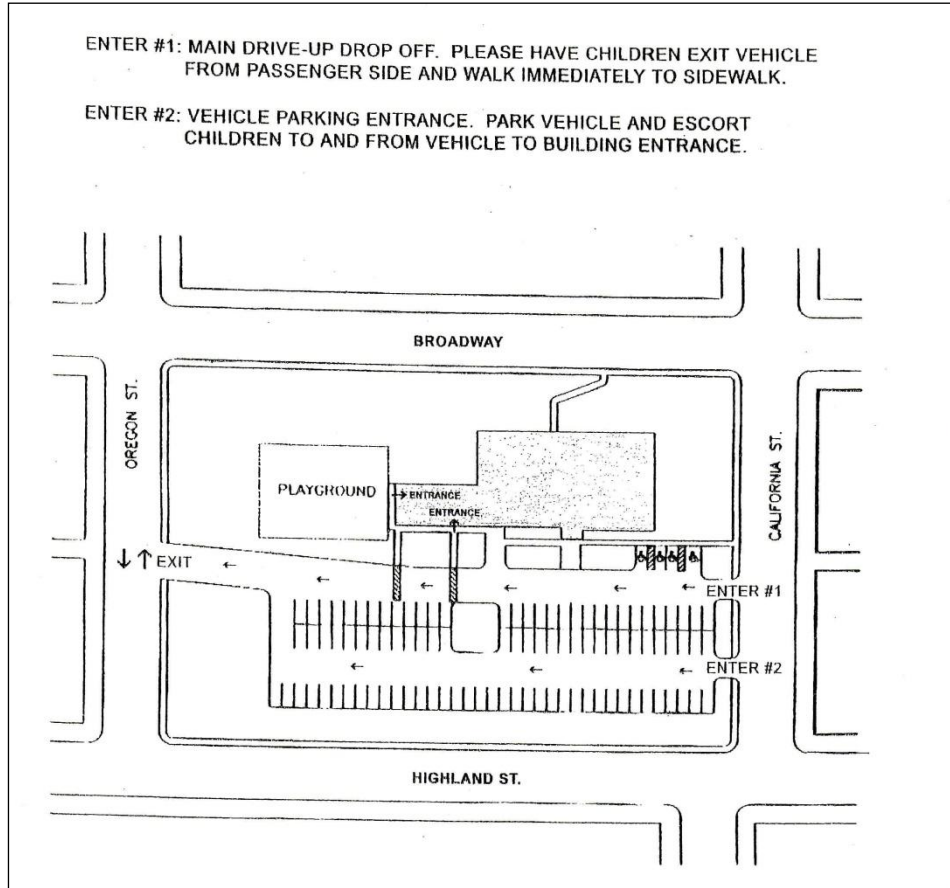 ENTER #1: MAIN DRIVE-UP DROP OFF. PLEASE HAVE CHILDREN EXIT VEHICLE
FROM PASSENGER SIDE AND WALK IMMEDIATELY TO SIDEWALK.
ENTER #2: VEHICLE PARKING ENTRANCE. PARK VEHICLE AND ESCORT
CHILDREN TO AND FROM VEHICLE TO BUILDING ENTRANCE.
BROADWAY
OREGON ST.
CALIFORNIA ST.
PLAYGROUND
ENTRANCE
ENTRANCE
EXIT
ENTER #1
ENTER #2
HIGHLAND ST.